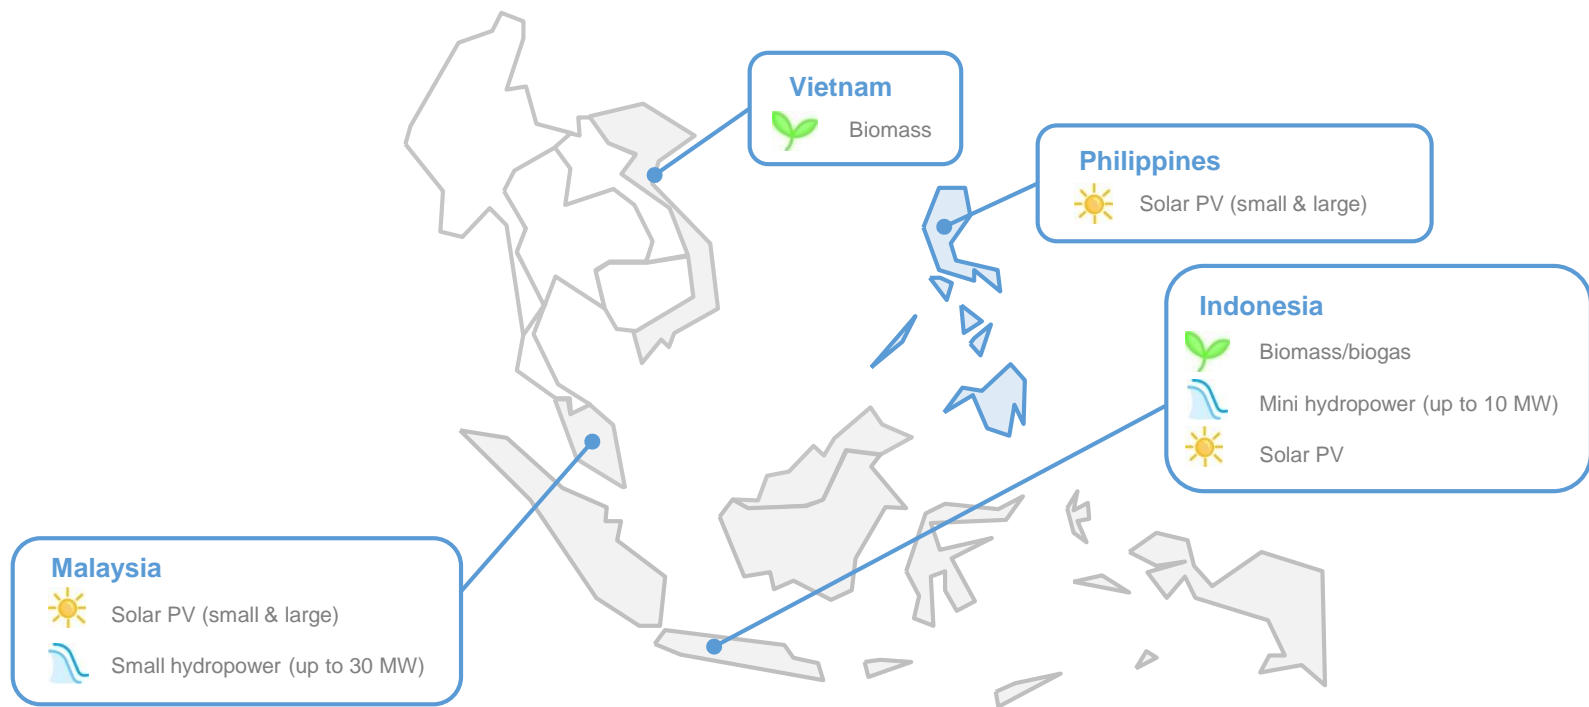 Vietnam
Biomass
Philippines
Solar PV (small & large)
Indonesia
Biomass/biogas
Mini hydropower (up to 10 MW)
Solar PV
Malaysia
Solar PV (small & large)
Small hydropower (up to 30 MW)